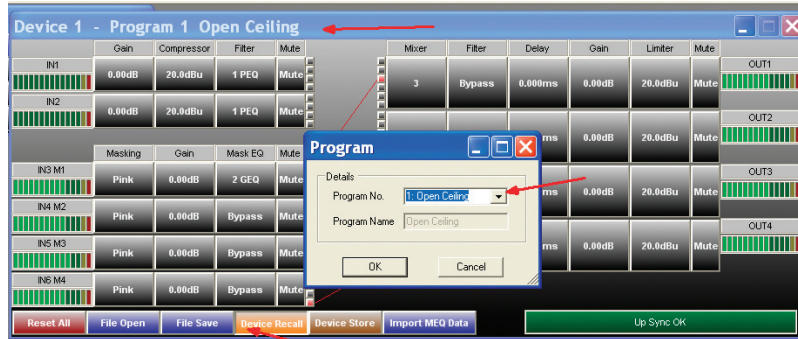 Device 1 - Program 1 Open Ceiling
Gain Compressor Filter Mute Mixer Filter Delay Gain Limiter Mute
IN1 0.00dB 20.0dBu 1 PEQ Mute 3 Bypass 0.000ms 0.00dB 20.0dBu Mute OUT1
IN2 0.00dB 20.0dBu 1 PEQ Mute ms 0.00dB 20.0dBu Mute OUT2
Masking Gain Mask EQ Mute
Program
Details
Program No. 1: Open Ceiling
Program Name Open Ceiling
OK Cancel
IN3 M1 Pink 0.00dB 2 GEQ Mute ms 0.00dB 20.0dBu Mute OUT3
IN4 M2 Pink 0.00dB Bypass Mute
IN5 M3 Pink 0.00dB Bypass Mute ms 0.00dB 20.0dBu Mute OUT4
IN6 M4 Pink 0.00dB Bypass Mute
Reset All File Open File Save Device Recall Device Store Import MEQ Data Up Sync OK